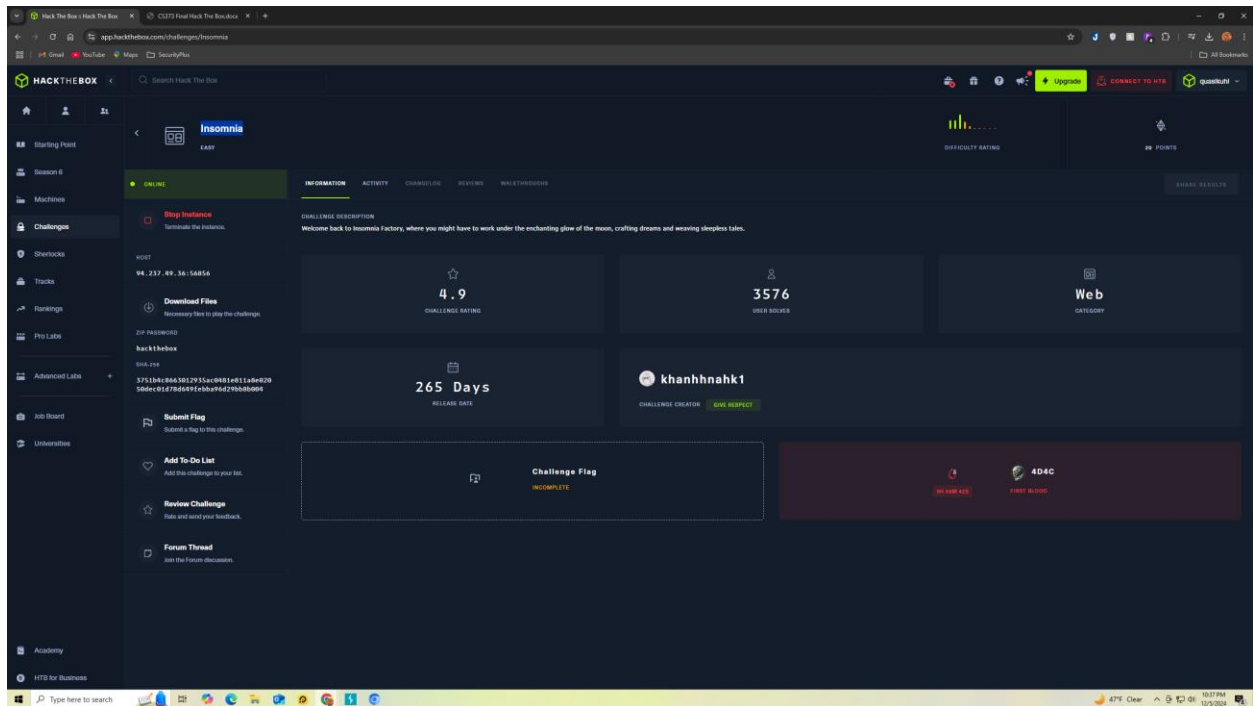 Hack The Box :: Hack The Box
CS373 Final Hack The Box.docx
app.hackthebox.com/challenges/Insomnia
Gmail
YouTube
Maps
SecurityPlus
All Bookmarks
HACKTHEBOX
Search Hack The Box
Upgrade
CONNECT TO HTB
quasikuhl
Starting Point
Season 6
Machines
Challenges
Sherlocks
Tracks
Rankings
Pro Labs
Advanced Labs
Job Board
Universities
Academy
HTB for Business
Insomnia
EASY
DIFFICULTY RATING
20 POINTS
ONLINE
Stop Instance
Terminate the instance.
HOST
94.237.49.36:56856
Download Files
Necessary files to play the challenge.
ZIP PASSWORD
hackthebox
SHA-256
Submit Flag
Submit a flag to this challenge.
Add To-Do List
Add this challenge to your list.
Review Challenge
Rate and send your feedback.
Forum Thread
Join the Forum discussion.
INFORMATION
ACTIVITY
CHANGELOG
REVIEWS
WALKTHROUGHS
SHARE RESULTS
CHALLENGE DESCRIPTION
Welcome back to Insomnia Factory, where you might have to work under the enchanting glow of the moon, crafting dreams and weaving sleepless tales.
4.9
CHALLENGE RATING
3576
USER SOLVES
Web
CATEGORY
265 Days
RELEASE DATE
khanhhnahk1
CHALLENGE CREATOR
GIVE RESPECT
Challenge Flag
INCOMPLETE
4D4C
FIRST BLOOD
Type here to search
47°F Clear
10:37 PM
12/5/2024